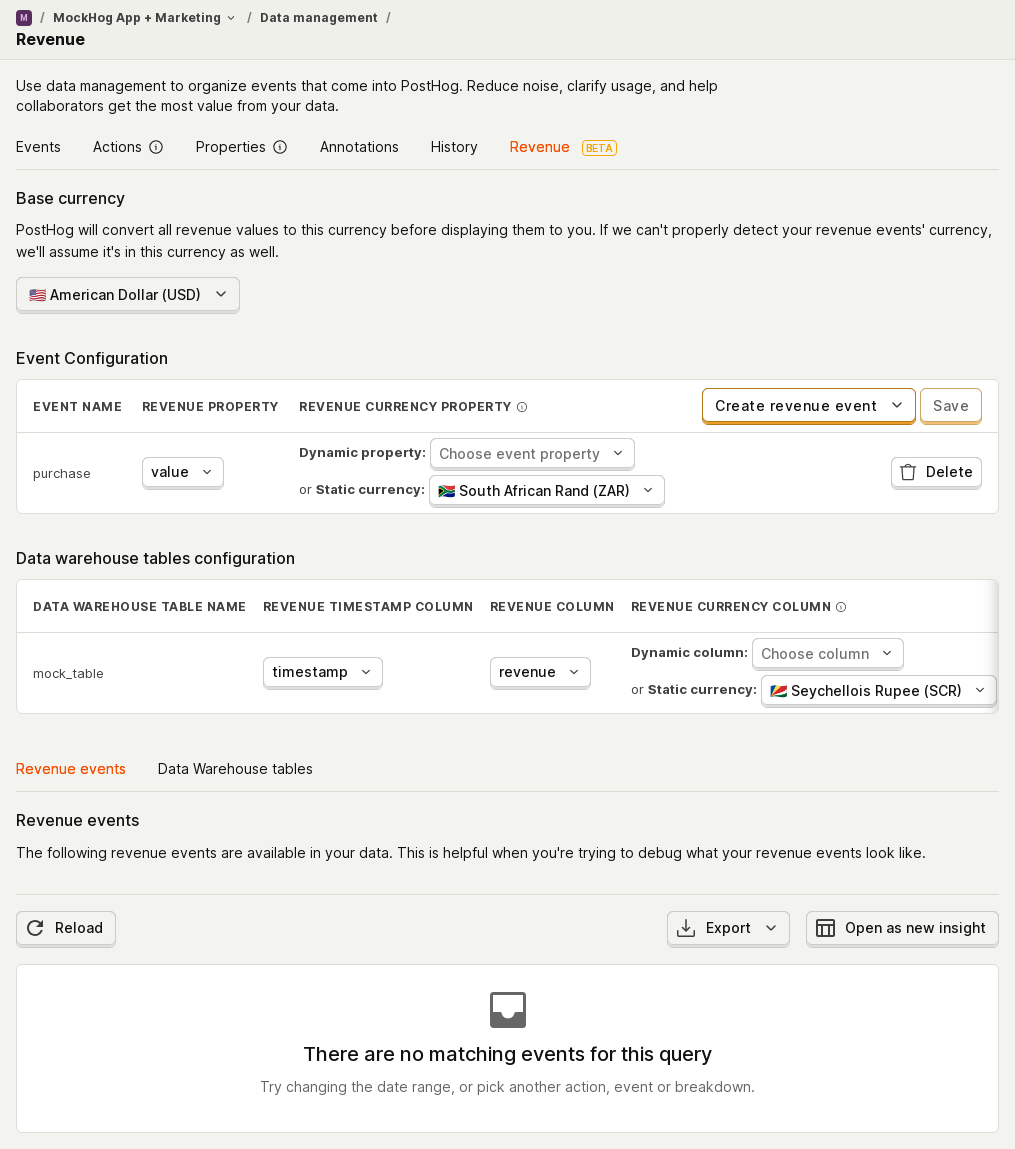 M / MockHog App + Marketing / Data management /
Revenue
Use data management to organize events that come into PostHog. Reduce noise, clarify usage, and help
collaborators get the most value from your data.
Events Actions Properties Annotations History Revenue BETA
Base currency
PostHog will convert all revenue values to this currency before displaying them to you. If we can't properly detect your revenue events' currency,
we'll assume it's in this currency as well.
🇺🇸 American Dollar (USD)
Event Configuration
EVENT NAME REVENUE PROPERTY REVENUE CURRENCY PROPERTY Create revenue event Save
Dynamic property: Choose event property
purchase value Delete
or Static currency: 🇿🇦 South African Rand (ZAR)
Data warehouse tables configuration
DATA WAREHOUSE TABLE NAME REVENUE TIMESTAMP COLUMN REVENUE COLUMN REVENUE CURRENCY COLUMN
Dynamic column: Choose column
mock_table timestamp revenue
or Static currency: 🇸🇨 Seychellois Rupee (SCR)
Revenue events Data Warehouse tables
Revenue events
The following revenue events are available in your data. This is helpful when you're trying to debug what your revenue events look like.
Reload Export Open as new insight
There are no matching events for this query
Try changing the date range, or pick another action, event or breakdown.